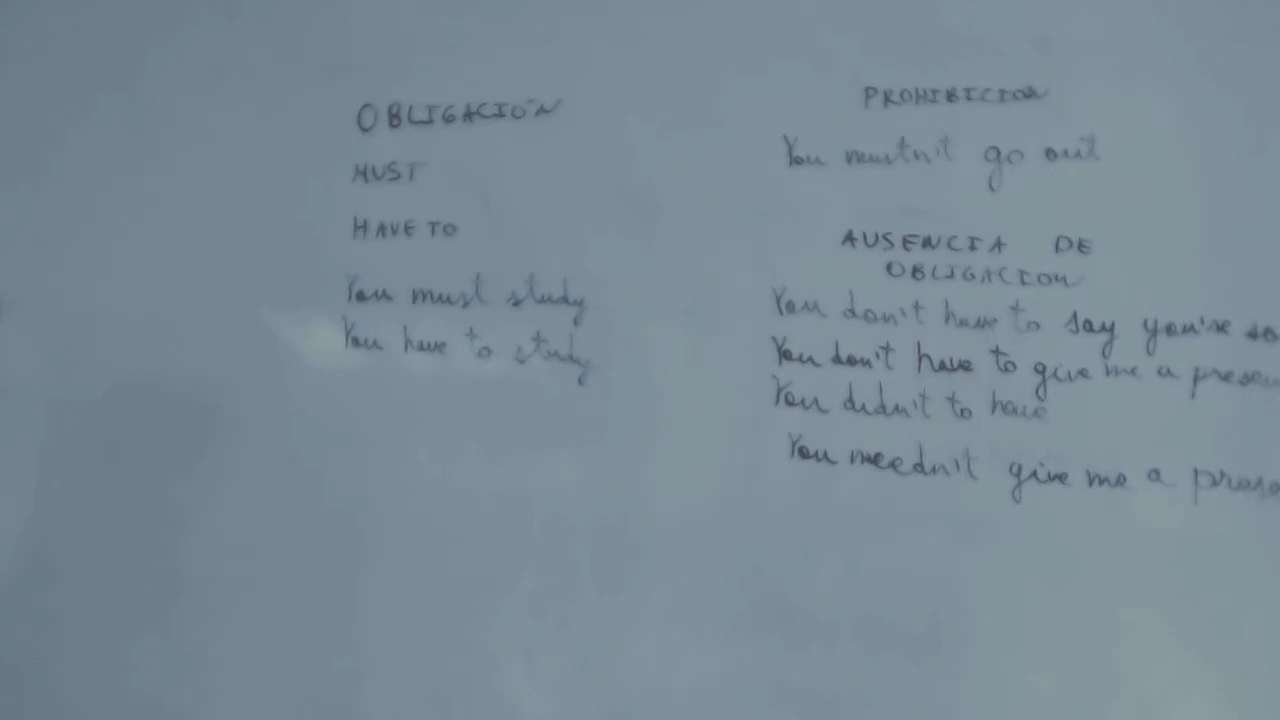 OBLIGACIÓN
MUST
HAVE TO
You must study
You have to study
PROHIBICION
You mustn't go out
AUSENCIA DE
OBLIGACION
You don't have to say you're
You don't have to give me a
You didn't to have
You needn't give me a